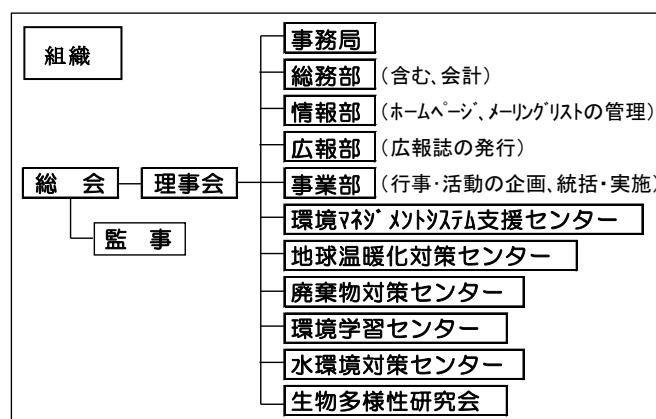 組織
事務局
総務部 (含む、会計)
情報部 (ホームページ、メーリングリストの管理)
広報部 (広報誌の発行)
総 会
理事会
事業部 (行事・活動の企画、統括・実施)
監 事
環境マネジメントシステム支援センター
地球温暖化対策センター
廃棄物対策センター
環境学習センター
水環境対策センター
生物多様性研究会